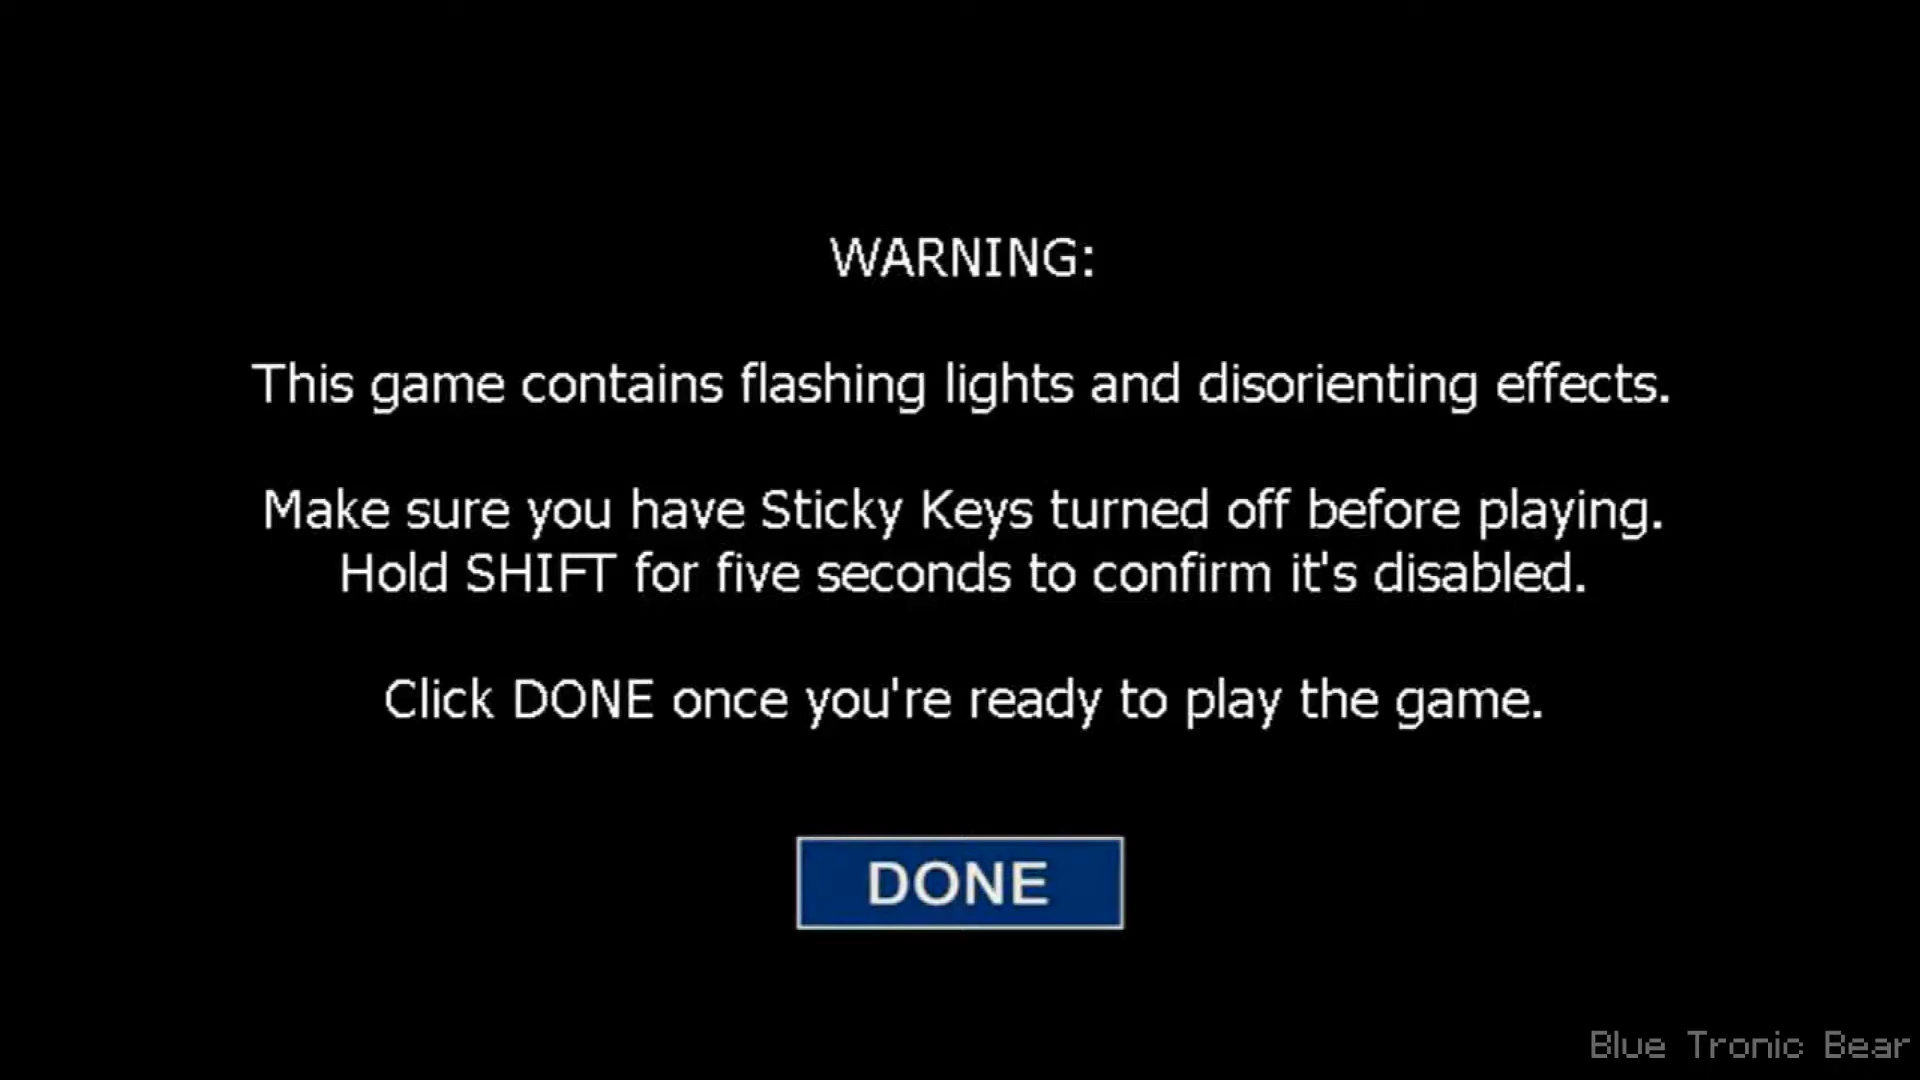 WARNING:
This game contains flashing lights and disorienting effects.
Make sure you have Sticky Keys turned off before playing.
Hold SHIFT for five seconds to confirm it's disabled.
Click DONE once you're ready to play the game.
DONE
Blue Tronic Bear